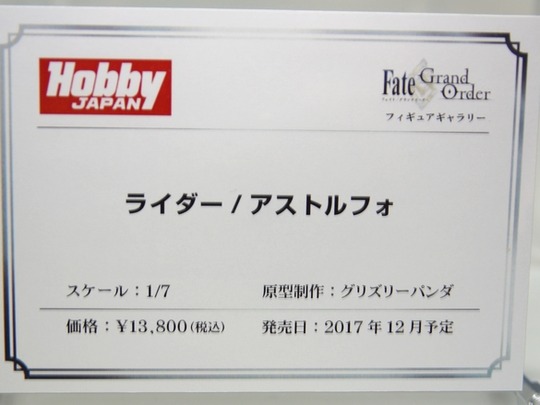 Hobby
JAPAN
Fate Grand Order
フェイト/グランドオーダー
フィギュアギャラリー
ライダー / アストルフォ
スケール：1/7
原型制作：グリズリーパンダ
価格：¥13,800(税込)
発売日：2017年12月予定